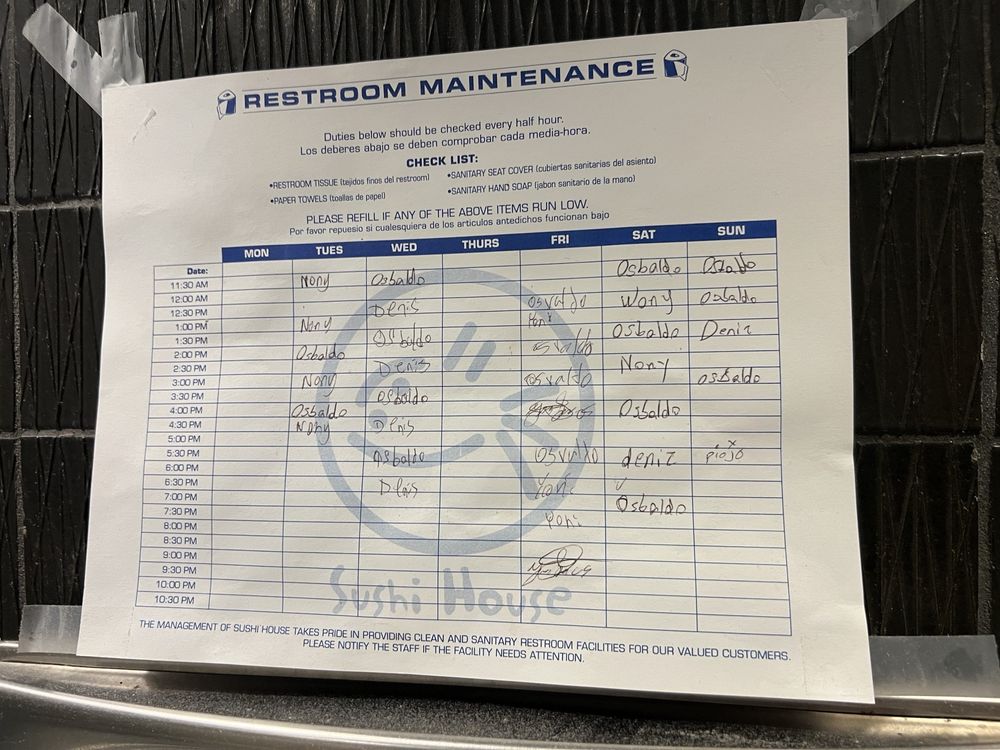 RESTROOM MAINTENANCE
Duties below should be checked every half hour.
Los deberes abajo se deben comprobar cada media-hora.
CHECK LIST:
•RESTROOM TISSUE (tejidos finos del restroom) •SANITARY SEAT COVER (cubiertas sanitarias del asiento)
•PAPER TOWELS (toallas de papel) •SANITARY HAND SOAP (jabon sanitario de la mano)
PLEASE REFILL IF ANY OF THE ABOVE ITEMS RUN LOW.
Por favor repuesio si cualesquiera de los articulos antedichos funcionan bajo
MON TUES WED THURS FRI SAT SUN
Date:
11:30 AM Nony Osbaldo Osbaldo
12:00 AM Denis Osvaldo Wony Osbaldo
12:30 PM
1:00 PM Nony Osbaldo Osbaldo Deniz
1:30 PM
2:00 PM Osbaldo Denis Nony
2:30 PM
3:00 PM Nony Osbaldo osvaldo osbaldo
3:30 PM
4:00 PM Osbaldo Denis Osbaldo
4:30 PM Nony
5:00 PM
5:30 PM Osbaldo Osvaldo deniz piojo
6:00 PM
6:30 PM Denis Yoni
7:00 PM Osbaldo
7:30 PM Yoni
8:00 PM
8:30 PM
9:00 PM
9:30 PM
10:00 PM
10:30 PM
Sushi House
THE MANAGEMENT OF SUSHI HOUSE TAKES PRIDE IN PROVIDING CLEAN AND SANITARY RESTROOM FACILITIES FOR OUR VALUED CUSTOMERS.
PLEASE NOTIFY THE STAFF IF THE FACILITY NEEDS ATTENTION.